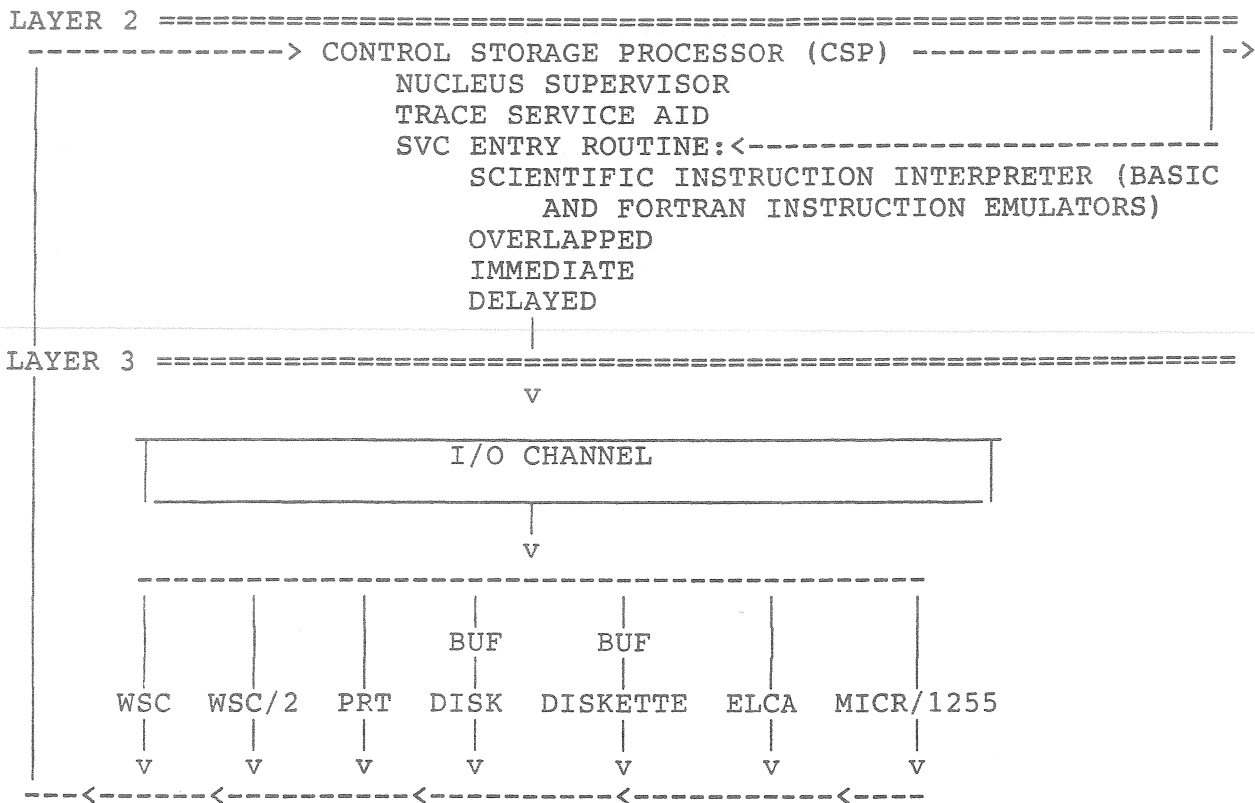 LAYER 2 ==========================================================
--------------> CONTROL STORAGE PROCESSOR (CSP) ---------------- ->
NUCLEUS SUPERVISOR
TRACE SERVICE AID
SVC ENTRY ROUTINE:<--------------------------
SCIENTIFIC INSTRUCTION INTERPRETER (BASIC
AND FORTRAN INSTRUCTION EMULATORS)
OVERLAPPED
IMMEDIATE
DELAYED
LAYER 3 ==========================================================
v
I/O CHANNEL
v
-------------------------------------------
BUF BUF
WSC WSC/2 PRT DISK DISKETTE ELCA MICR/1255
v v v v v v v
---<------<----------<----------<-----------<----